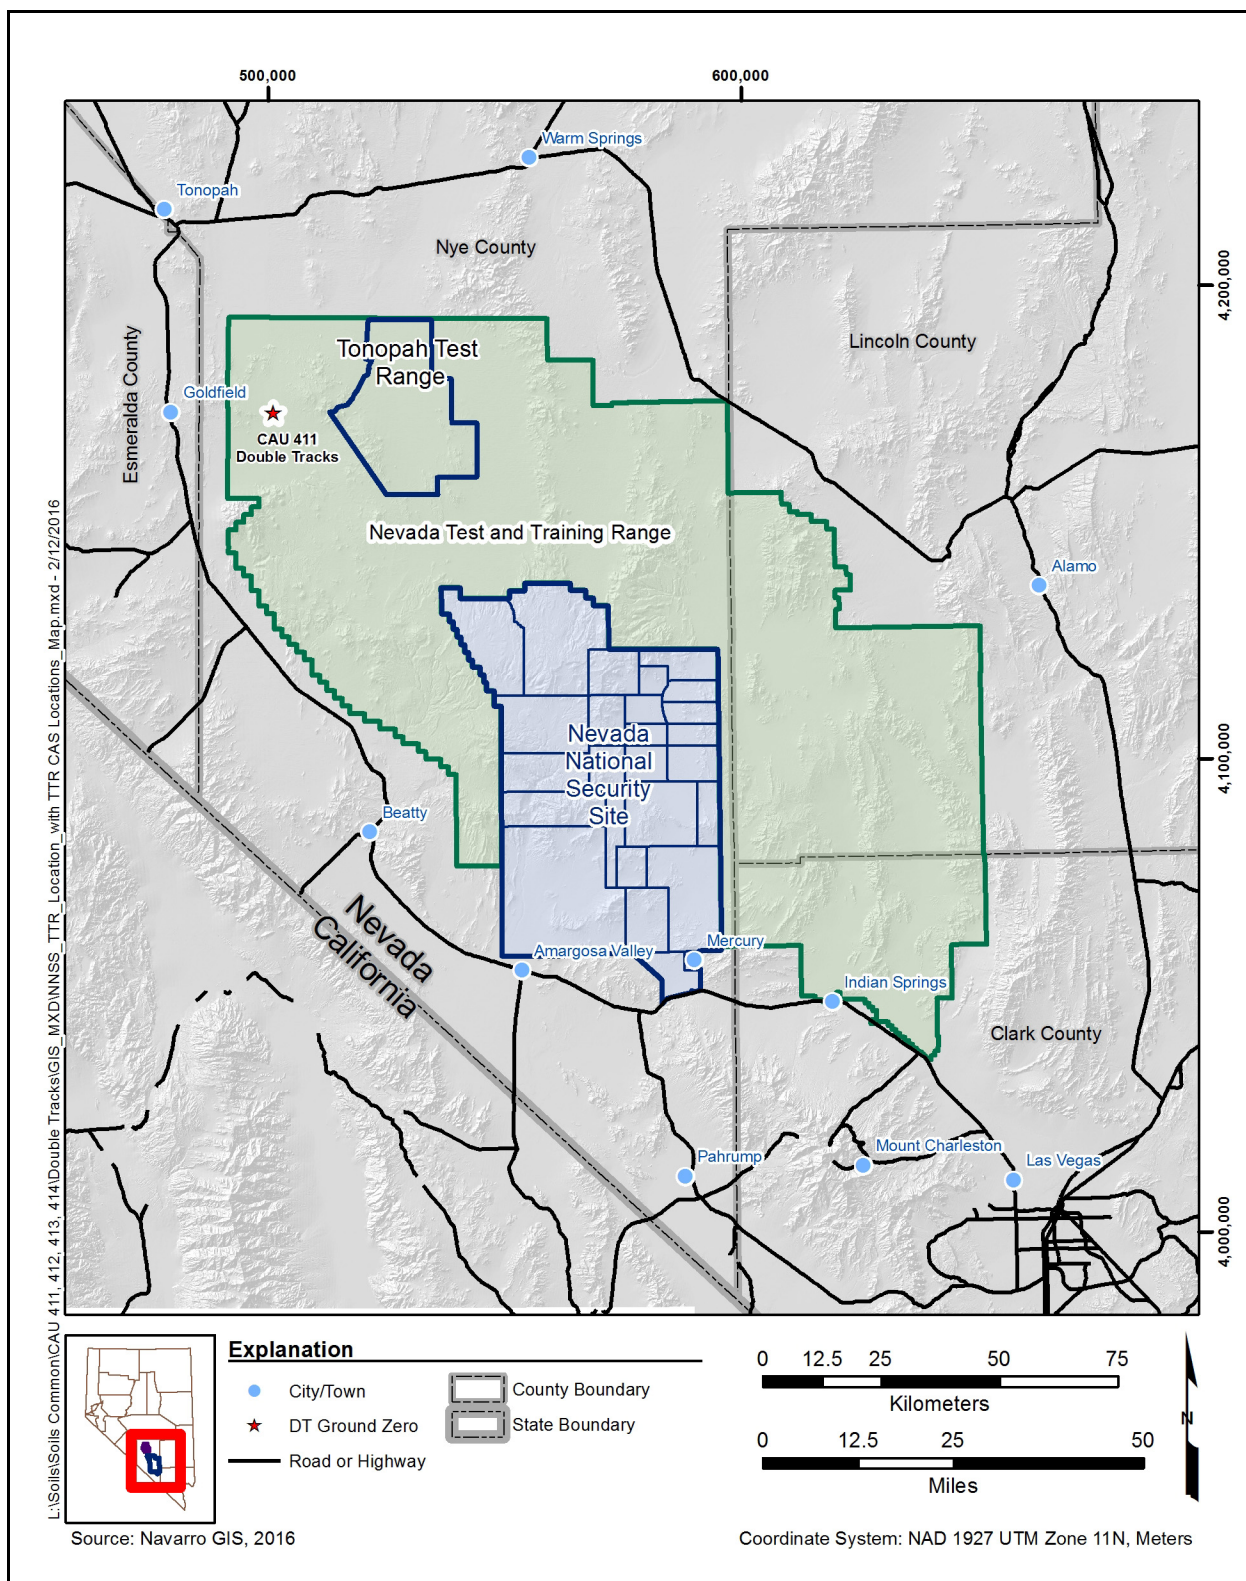 500,000
600,000
Warm Springs
Tonopah
Nye County
4,200,000
Esmeralda County
Lincoln County
Tonopah Test
Range
Goldfield
CAU 411
Double Tracks
Nevada Test and Training Range
Alamo
Nevada
National
Security
Site
4,100,000
Beatty
Nevada
California
Amargosa Valley
Mercury
Indian Springs
Clark County
Pahrump
Mount Charleston
Las Vegas
4,000,000
L:\Soils\Soils Common\CAU 411, 412, 413, 414\Double Tracks\GIS_MXD\NNSS_TTR_Location_with TTR CAS Locations_Map.mxd - 2/12/2016
Explanation
City/Town
DT Ground Zero
Road or Highway
County Boundary
State Boundary
0 12.5 25 50 75
Kilometers
0 12.5 25 50
Miles
N
Source: Navarro GIS, 2016
Coordinate System: NAD 1927 UTM Zone 11N, Meters